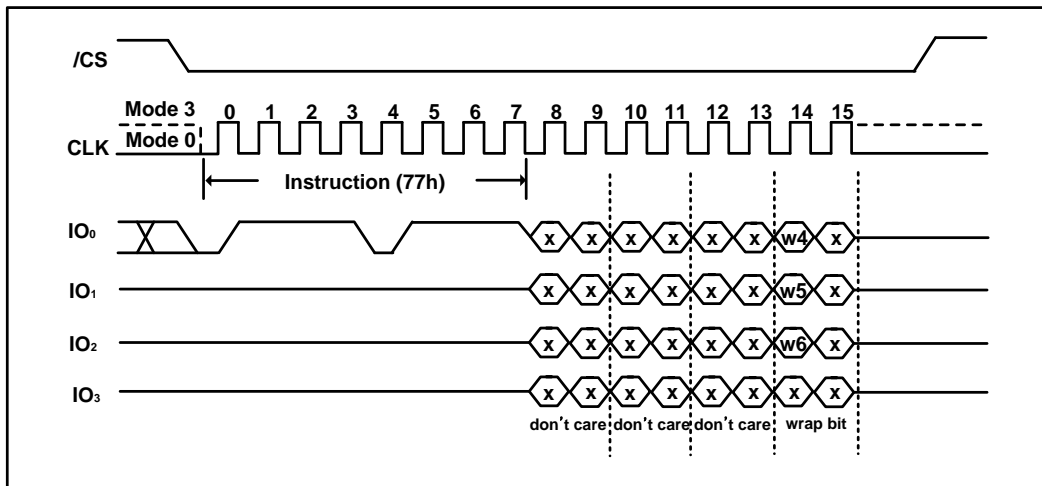 /CS
Mode 3
0 1 2 3 4 5 6 7 8 9 10 11 12 13 14 15
CLK
Mode 0
Instruction (77h)
IO₀
x x x x x x w4 x
IO₁
x x x x x x w5 x
IO₂
x x x x x x w6 x
IO₃
x x x x x x x x
don't care don't care don't care wrap bit